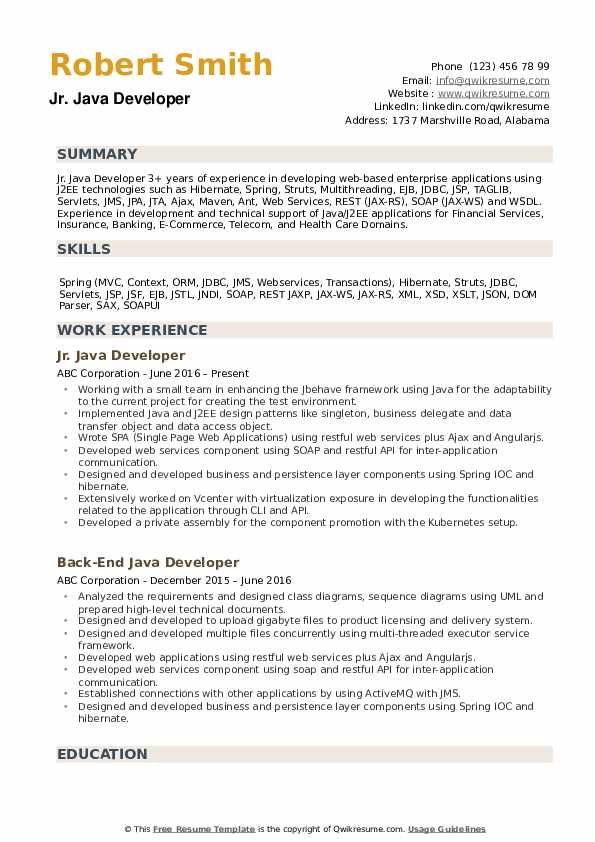 Robert Smith
Jr. Java Developer
Phone (123) 456 78 99
Email: info@qwikresume.com
Website : www.qwikresume.com
LinkedIn: linkedin.com/qwikresume
Address: 1737 Marshville Road, Alabama
SUMMARY
Jr. Java Developer 3+ years of experience in developing web-based enterprise applications using
J2EE technologies such as Hibernate, Spring, Struts, Multithreading, EJB, JDBC, JSP, TAGLIB,
Servlets, JMS, JPA, JTA, Ajax, Maven, Ant, Web Services, REST (JAX-RS), SOAP (JAX-WS) and WSDL.
Experience in development and technical support of Java/J2EE applications for Financial Services,
Insurance, Banking, E-Commerce, Telecom, and Health Care Domains.
SKILLS
Spring (MVC, Context, ORM, JDBC, JMS, Webservices, Transactions), Hibernate, Struts, JDBC,
Servlets, JSP, JSF, EJB, JSTL, JNDI, SOAP, REST JAXP, JAX-WS, JAX-RS, XML, XSD, XSLT, JSON, DOM
Parser, SAX, SOAPUI
WORK EXPERIENCE
Jr. Java Developer
ABC Corporation - June 2016 – Present
• Working with a small team in enhancing the Jbehave framework using Java for the adaptability
to the current project for creating the test environment.
• Implemented Java and J2EE design patterns like singleton, business delegate and data
transfer object and data access object.
• Wrote SPA (Single Page Web Applications) using restful web services plus Ajax and Angularjs.
• Developed web services component using SOAP and restful API for inter-application
communication.
• Designed and developed business and persistence layer components using Spring IOC and
hibernate.
• Extensively worked on Vcenter with virtualization exposure in developing the functionalities
related to the application through CLI and API.
• Developed a private assembly for the component promotion with the Kubernetes setup.
Back-End Java Developer
ABC Corporation - December 2015 – June 2016
• Analyzed the requirements and designed class diagrams, sequence diagrams using UML and
prepared high-level technical documents.
• Designed and developed to upload gigabyte files to product licensing and delivery system.
• Designed and developed multiple files concurrently using multi-threaded executor service
framework.
• Developed web applications using restful web services plus Ajax and Angularjs.
• Developed web services component using soap and restful API for inter-application
communication.
• Established connections with other applications by using ActiveMQ with JMS.
• Designed and developed business and persistence layer components using Spring IOC and
hibernate.
EDUCATION
© This Free Resume Template is the copyright of Qwikresume.com. Usage Guidelines